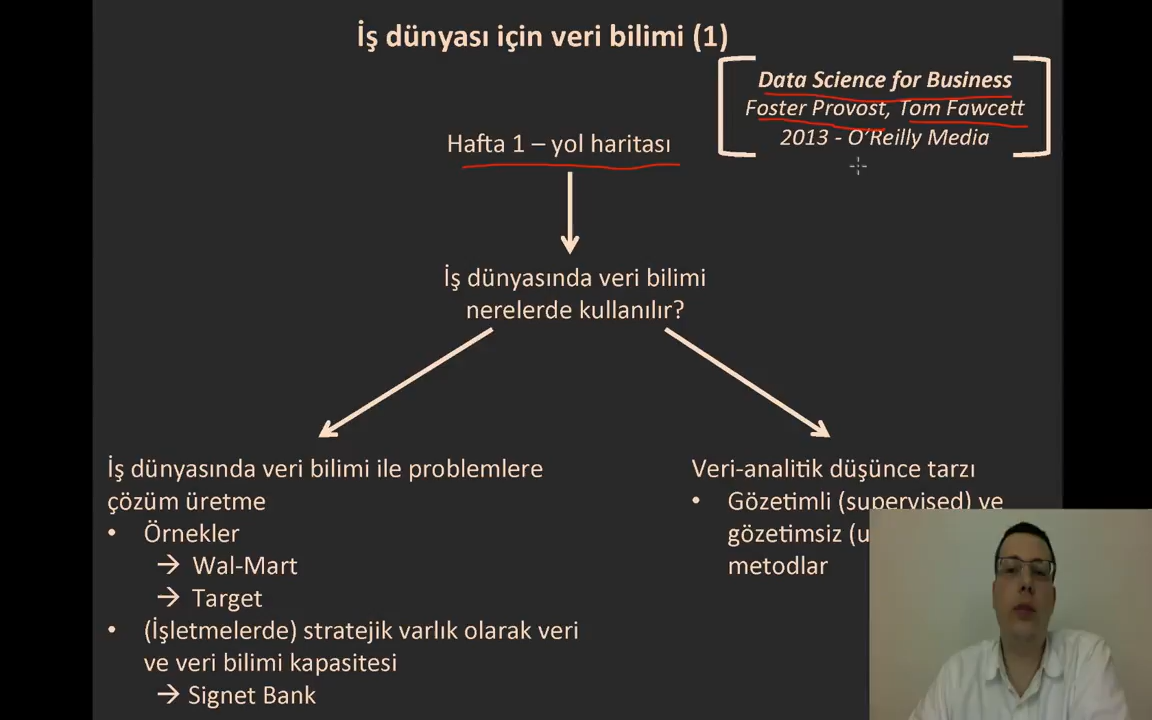 İş dünyası için veri bilimi (1)
Data Science for Business
Foster Provost, Tom Fawcett
2013 - O'Reilly Media
Hafta 1 – yol haritası
İş dünyasında veri bilimi
nerelerde kullanılır?
İş dünyasında veri bilimi ile problemlere
çözüm üretme
• Örnekler
→ Wal-Mart
→ Target
• (İşletmelerde) stratejik varlık olarak veri
ve veri bilimi kapasitesi
→ Signet Bank
Veri-analitik düşünce tarzı
• Gözetimli (supervised) ve
gözetimsiz (u
metodlar